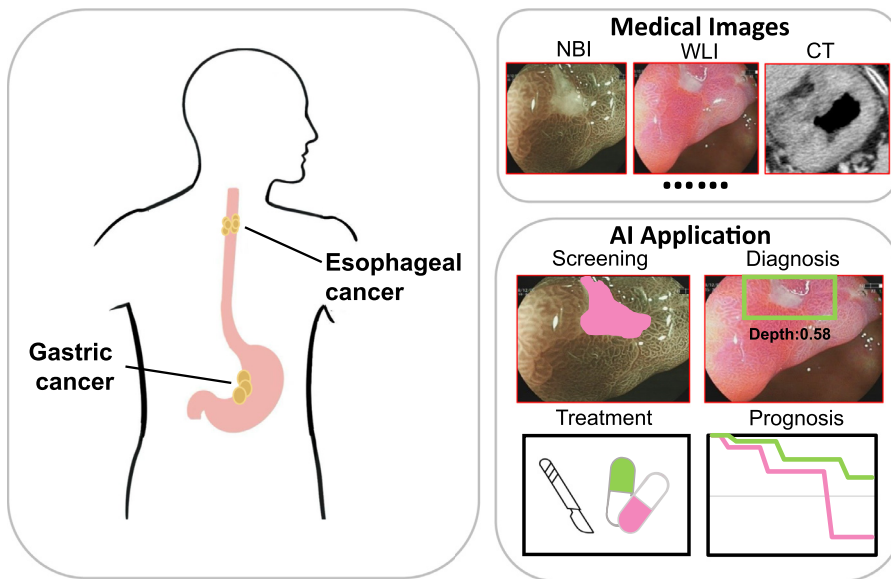 Esophageal
cancer
Gastric
cancer
Medical Images
NBI
WLI
CT
......
AI Application
Screening
Diagnosis
Depth:0.58
Treatment
Prognosis